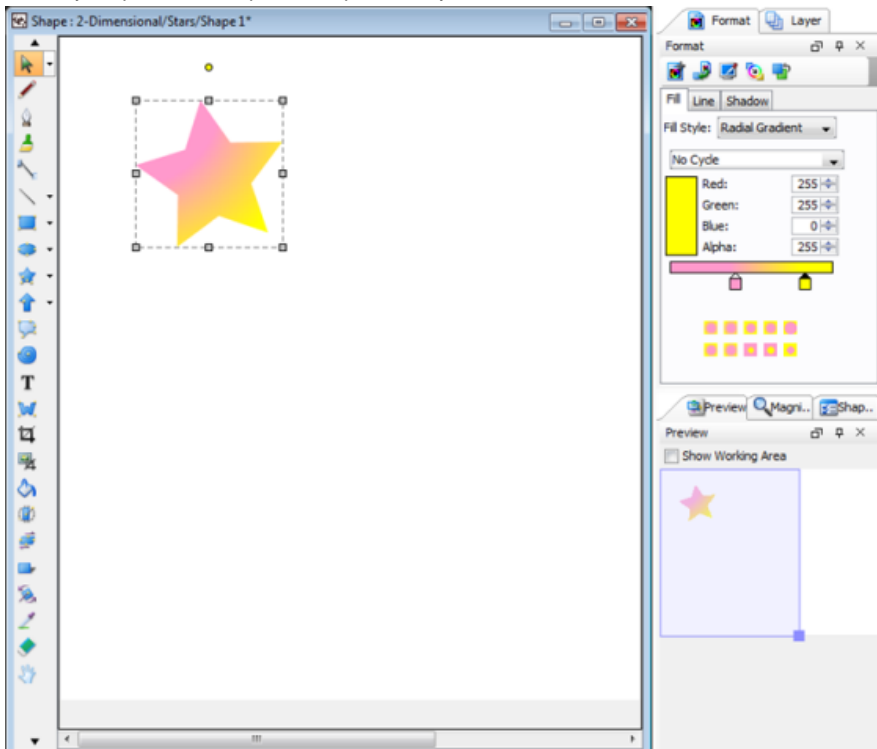 Shape : 2-Dimensional/Stars/Shape 1*
Format Layer
Format
Fill Line Shadow
Fill Style: Radial Gradient
No Cycle
Red: 255
Green: 255
Blue: 0
Alpha: 255
T
Preview Magni.. Shap..
Preview
Show Working Area